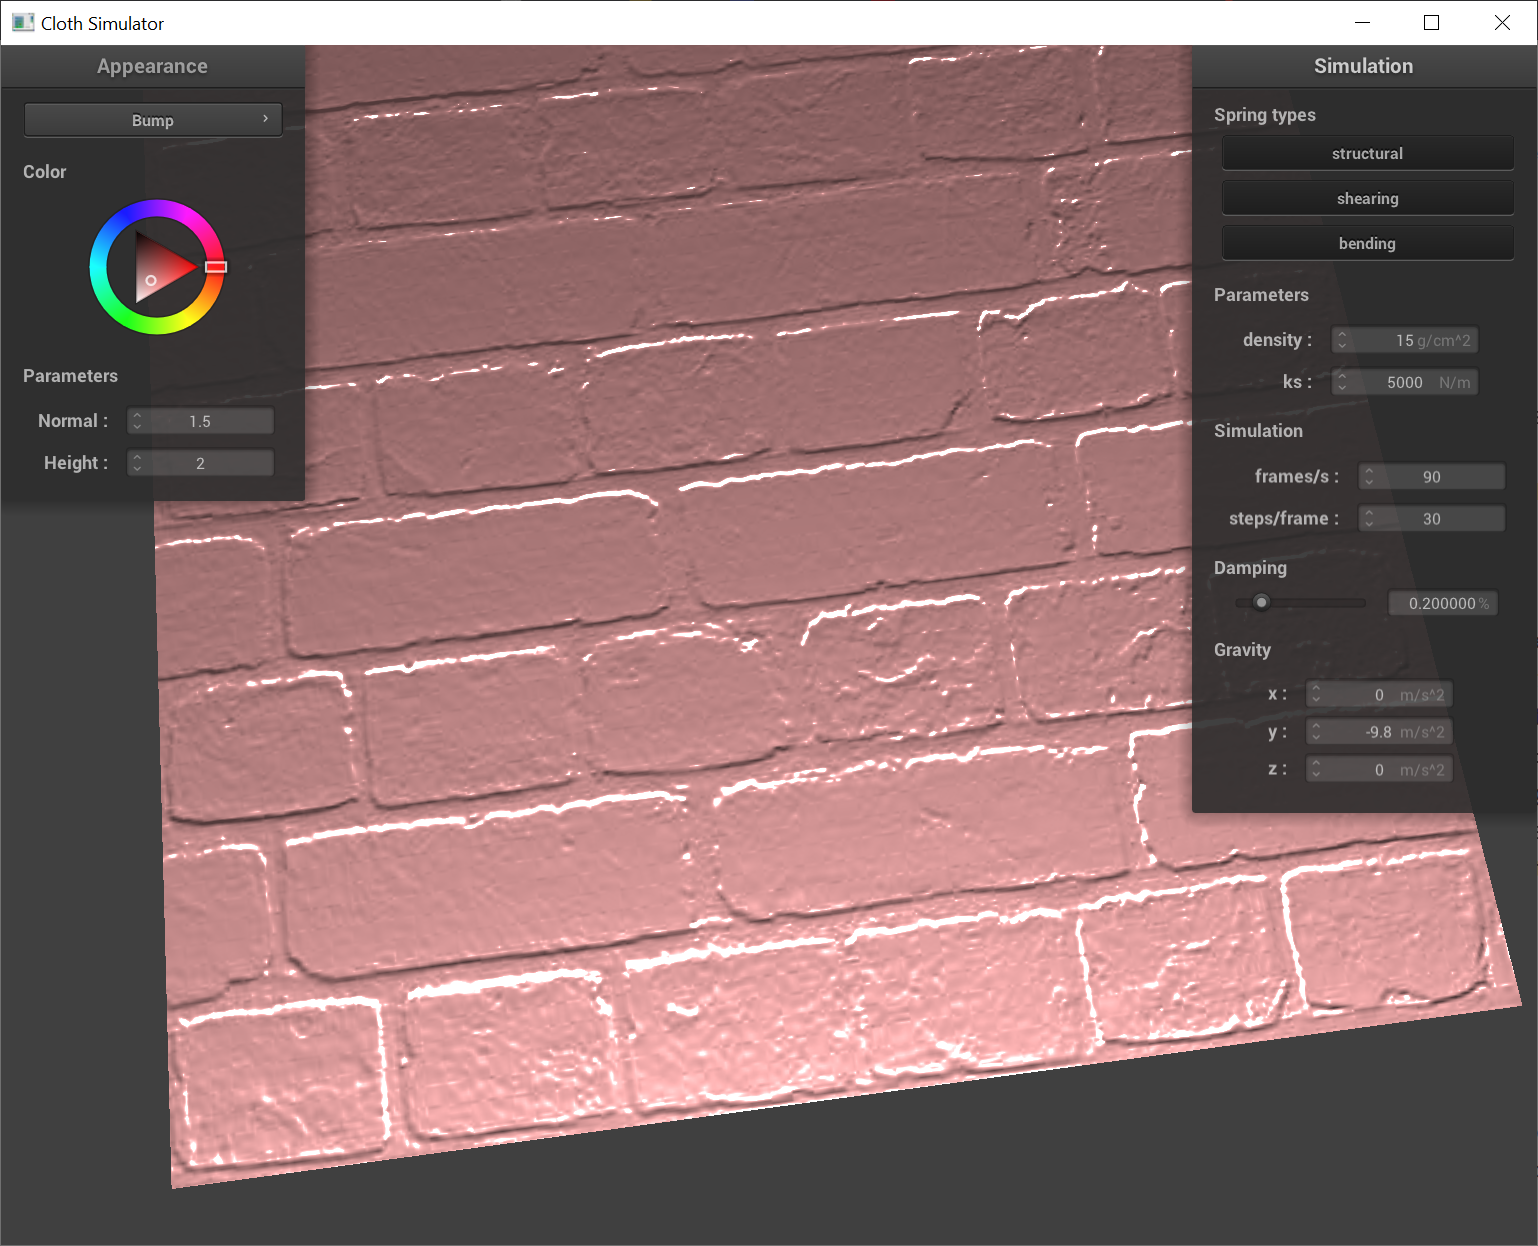 Cloth Simulator
Appearance
Bump
Color
Parameters
Normal : 1.5
Height : 2
Simulation
Spring types
structural
shearing
bending
Parameters
density : 15 g/cm^2
ks : 5000 N/m
Simulation
frames/s : 90
steps/frame : 30
Damping
0.200000 %
Gravity
x : 0 m/s^2
y : -9.8 m/s^2
z : 0 m/s^2